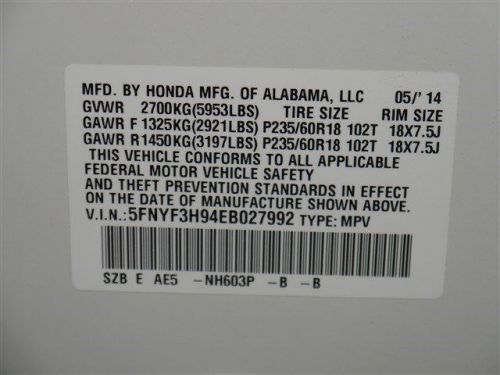 MFD. BY HONDA MFG. OF ALABAMA, LLC 05/' 14
GVWR 2700KG(5953LBS) TIRE SIZE RIM SIZE
GAWR F 1325KG(2921LBS) P235/60R18 102T 18X7.5J
GAWR R 1450KG(3197LBS) P235/60R18 102T 18X7.5J
THIS VEHICLE CONFORMS TO ALL APPLICABLE
FEDERAL MOTOR VEHICLE SAFETY
AND THEFT PREVENTION STANDARDS IN EFFECT
ON THE DATE OF MANUFACTURE SHOWN ABOVE.
V.I.N.: 5FNYF3H94EB027992 TYPE: MPV
SZB E AE5 -NH603P -B -B